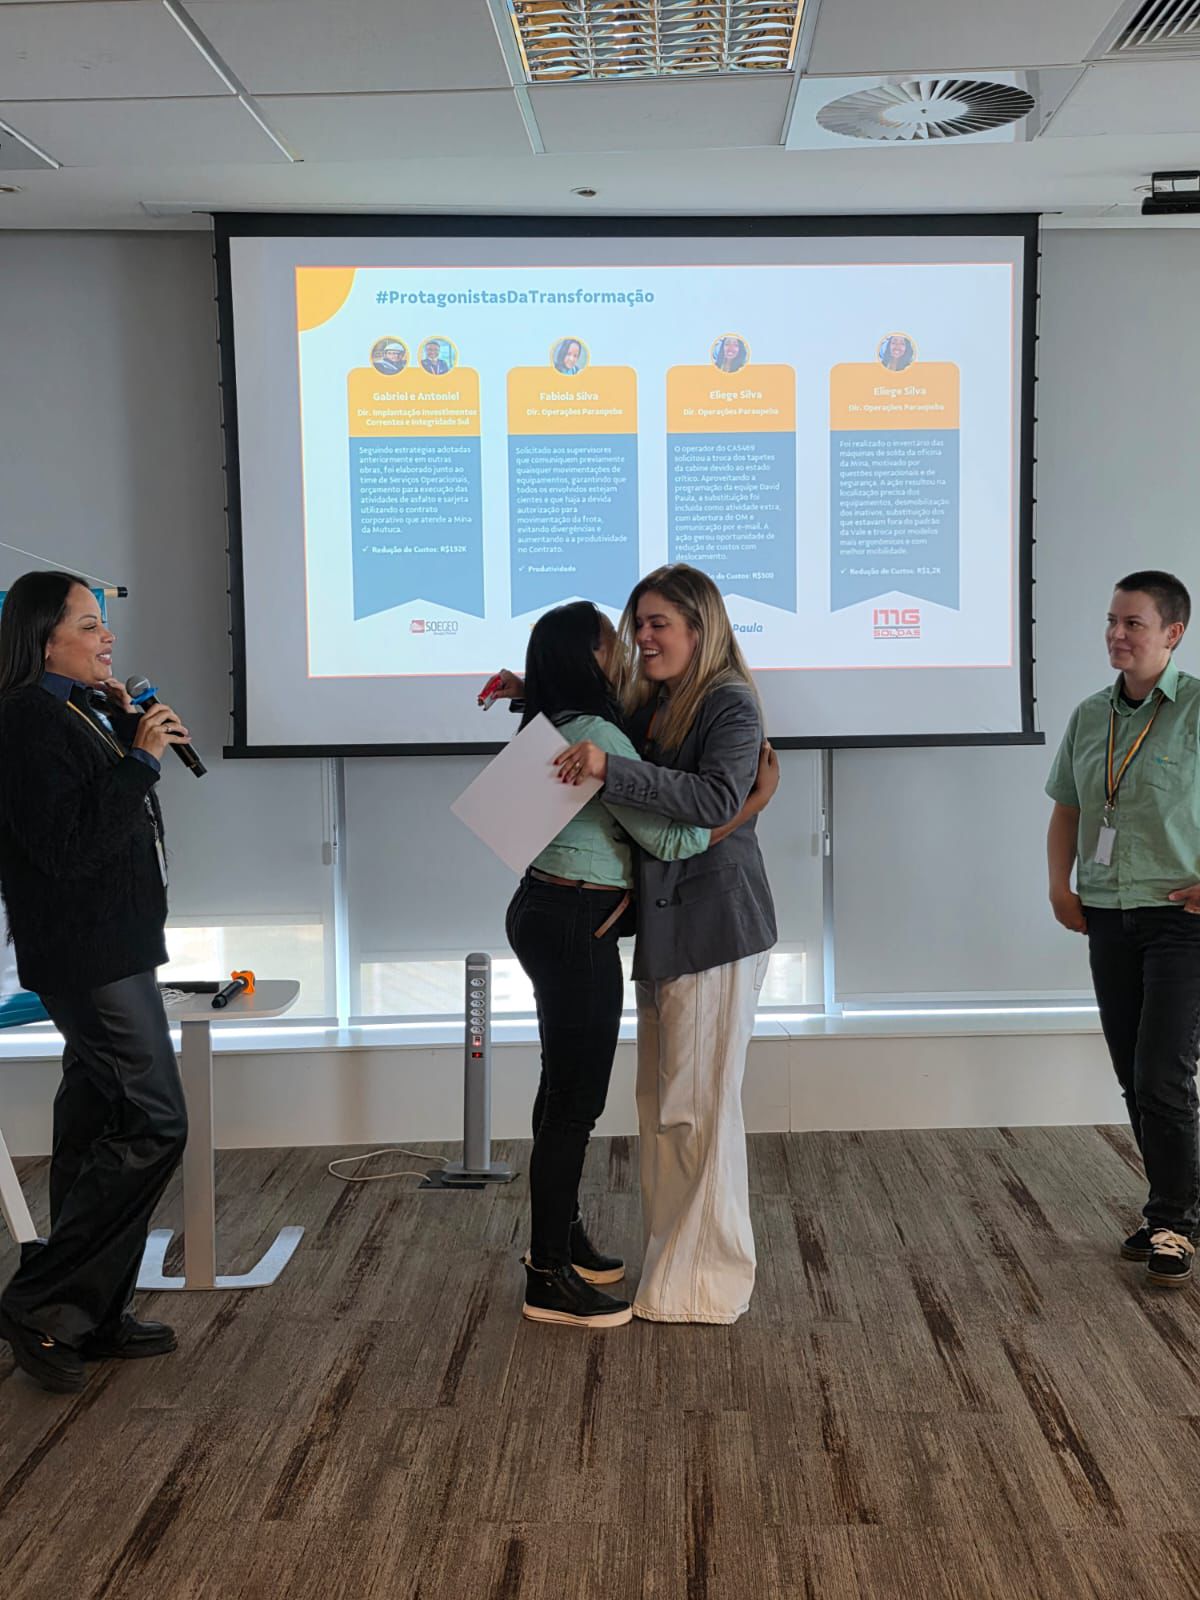 #ProtagonistasDaTransformação
Gabriel e Antoniel
Dir. Implantação Investimentos
Correntes e Integridade Sul
Seguindo estratégias adotadas
anteriormente em outras
obras, foi elaborado junto ao
time de Serviços Operacionais,
orçamento para execução das
atividades de asfalto e sarjeta
utilizando o contrato
corporativo que atende a Mina
da Mutuca.
✓ Redução de Custos: R$192K
SOEGEO
Fabiola Silva
Dir. Operações Paraopeba
Solicitado aos supervisores
que comuniquem previamente
quaisquer movimentações de
equipamentos, garantindo que
todos os envolvidos estejam
cientes e que haja a devida
autorização para
movimentação da frota,
evitando divergências e
aumentando a a produtividade
no Contrato.
✓ Produtividade
Eliege Silva
Dir. Operações Paraopeba
O operador do CA5469
solicitou a troca dos tapetes
da cabine devido ao estado
crítico. Aproveitando a
programação da equipe David
Paula, a substituição foi
incluída como atividade extra,
com abertura de OM e
comunicação por e-mail. A
ação gerou oportunidade de
redução de custos com
deslocamento.
de Custos: R$500
Paula
Eliege Silva
Dir. Operações Paraopeba
Foi realizado o inventário das
máquinas de solda da oficina
da Mina, motivado por
questões operacionais e de
segurança. A ação resultou na
localização precisa dos
equipamentos, desmobilização
dos inativos, substituição dos
que estavam fora do padrão
da Vale e troca por modelos
mais ergonômicos e com
melhor mobilidade.
✓ Redução de Custos: R$1,2K
MG
SOLDAS